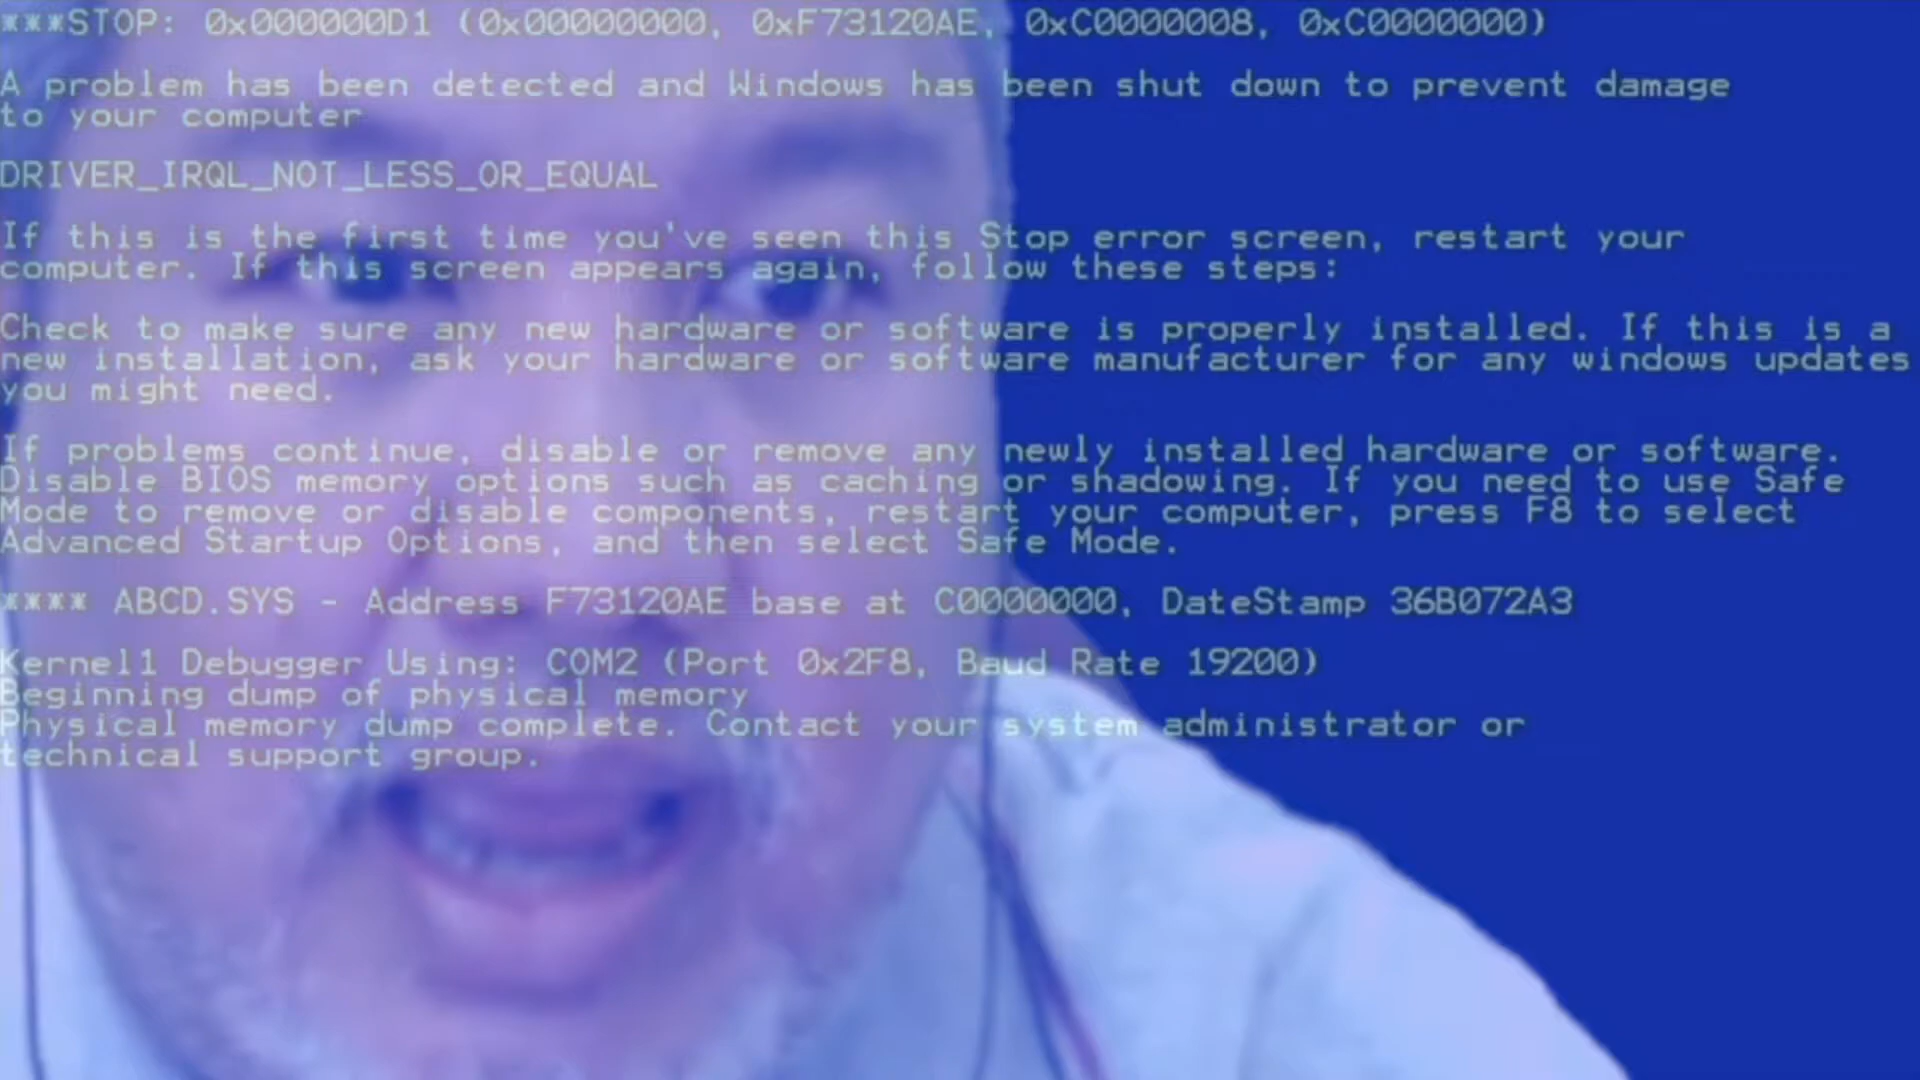 ***STOP: 0x000000D1 (0x00000000, 0xF73120AE, 0xC0000008, 0xC0000000)
A problem has been detected and Windows has been shut down to prevent damage
to your computer
DRIVER_IRQL_NOT_LESS_OR_EQUAL
If this is the first time you've seen this Stop error screen, restart your
computer. If this screen appears again, follow these steps:
Check to make sure any new hardware or software is properly installed. If this is a
new installation, ask your hardware or software manufacturer for any windows updates
you might need.
If problems continue, disable or remove any newly installed hardware or software.
Disable BIOS memory options such as caching or shadowing. If you need to use Safe
Mode to remove or disable components, restart your computer, press F8 to select
Advanced Startup Options, and then select Safe Mode.
**** ABCD.SYS - Address F73120AE base at C0000000, DateStamp 36B072A3
Kernel1 Debugger Using: COM2 (Port 0x2F8, Baud Rate 19200)
Beginning dump of physical memory
Physical memory dump complete. Contact your system administrator or
technical support group.